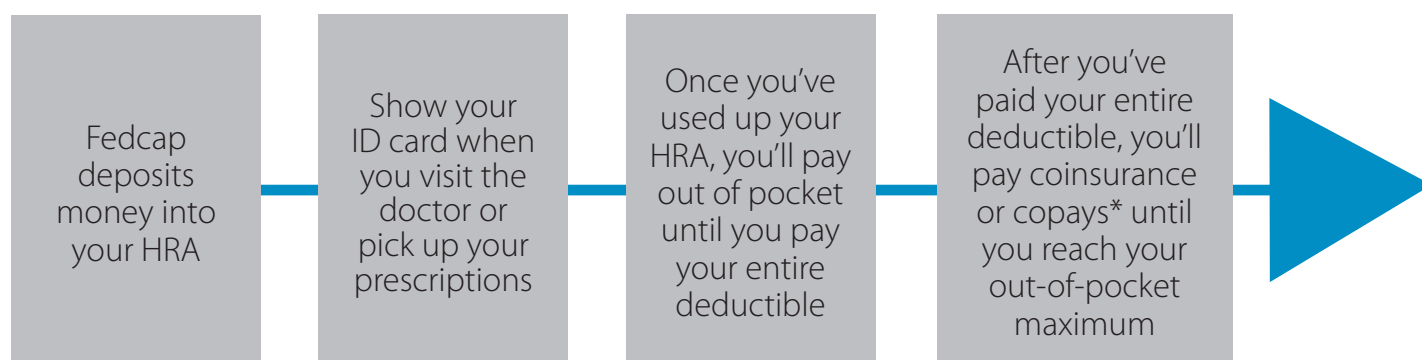 Fedcap
deposits
money into
your HRA
Show your
ID card when
you visit the
doctor or
pick up your
prescriptions
Once you’ve
used up your
HRA, you’ll pay
out of pocket
until you pay
your entire
deductible
After you’ve
paid your entire
deductible, you’ll
pay coinsurance
or copays* until
you reach your
out-of-pocket
maximum